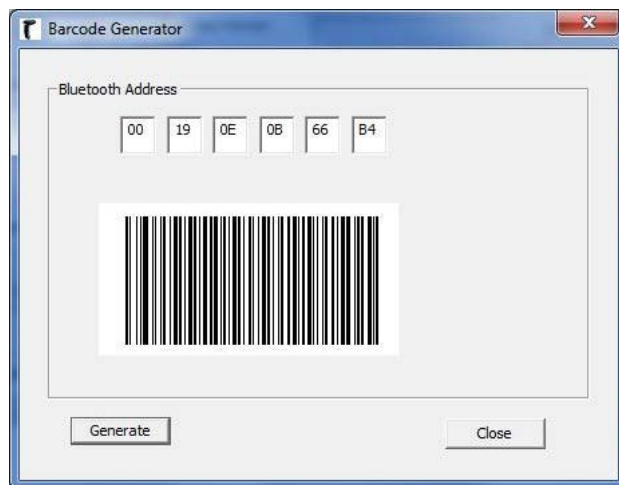 Barcode Generator
Bluetooth Address
00 19 0E 0B 66 B4
Generate Close